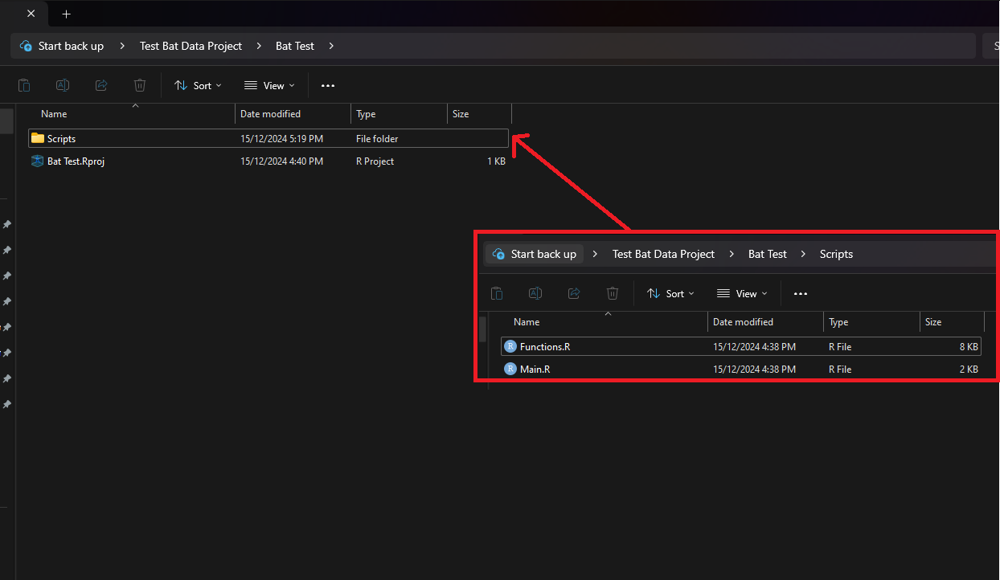 Start back up > Test Bat Data Project > Bat Test > S
Sort View
Name Date modified Type Size
Scripts 15/12/2024 5:19 PM File folder
Bat Test.Rproj 15/12/2024 4:40 PM R Project 1 KB
Start back up > Test Bat Data Project > Bat Test > Scripts
Sort View
Name Date modified Type Size
Functions.R 15/12/2024 4:38 PM R File 8 KB
Main.R 15/12/2024 4:38 PM R File 2 KB